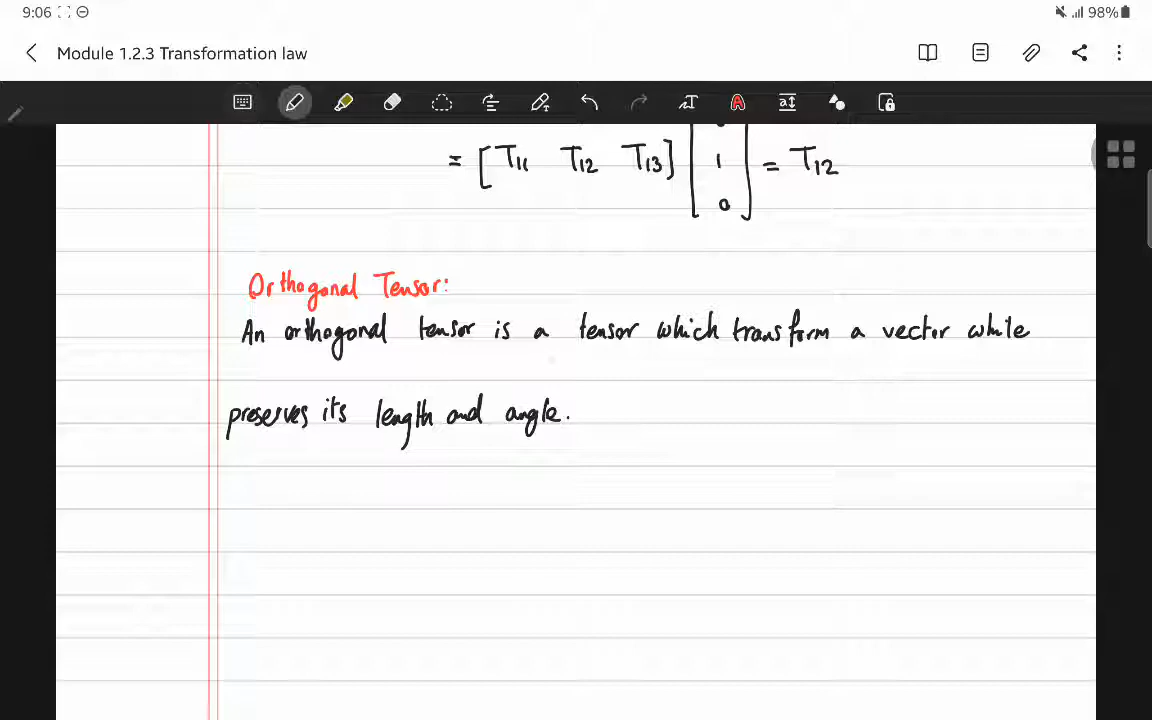 9:06 98%
Module 1.2.3 Transformation law
= [T11 T12 T13] [ 1 0 ] = T12
Orthogonal Tensor:
An orthogonal tensor is a tensor which transform a vector while
preserves its length and angle.